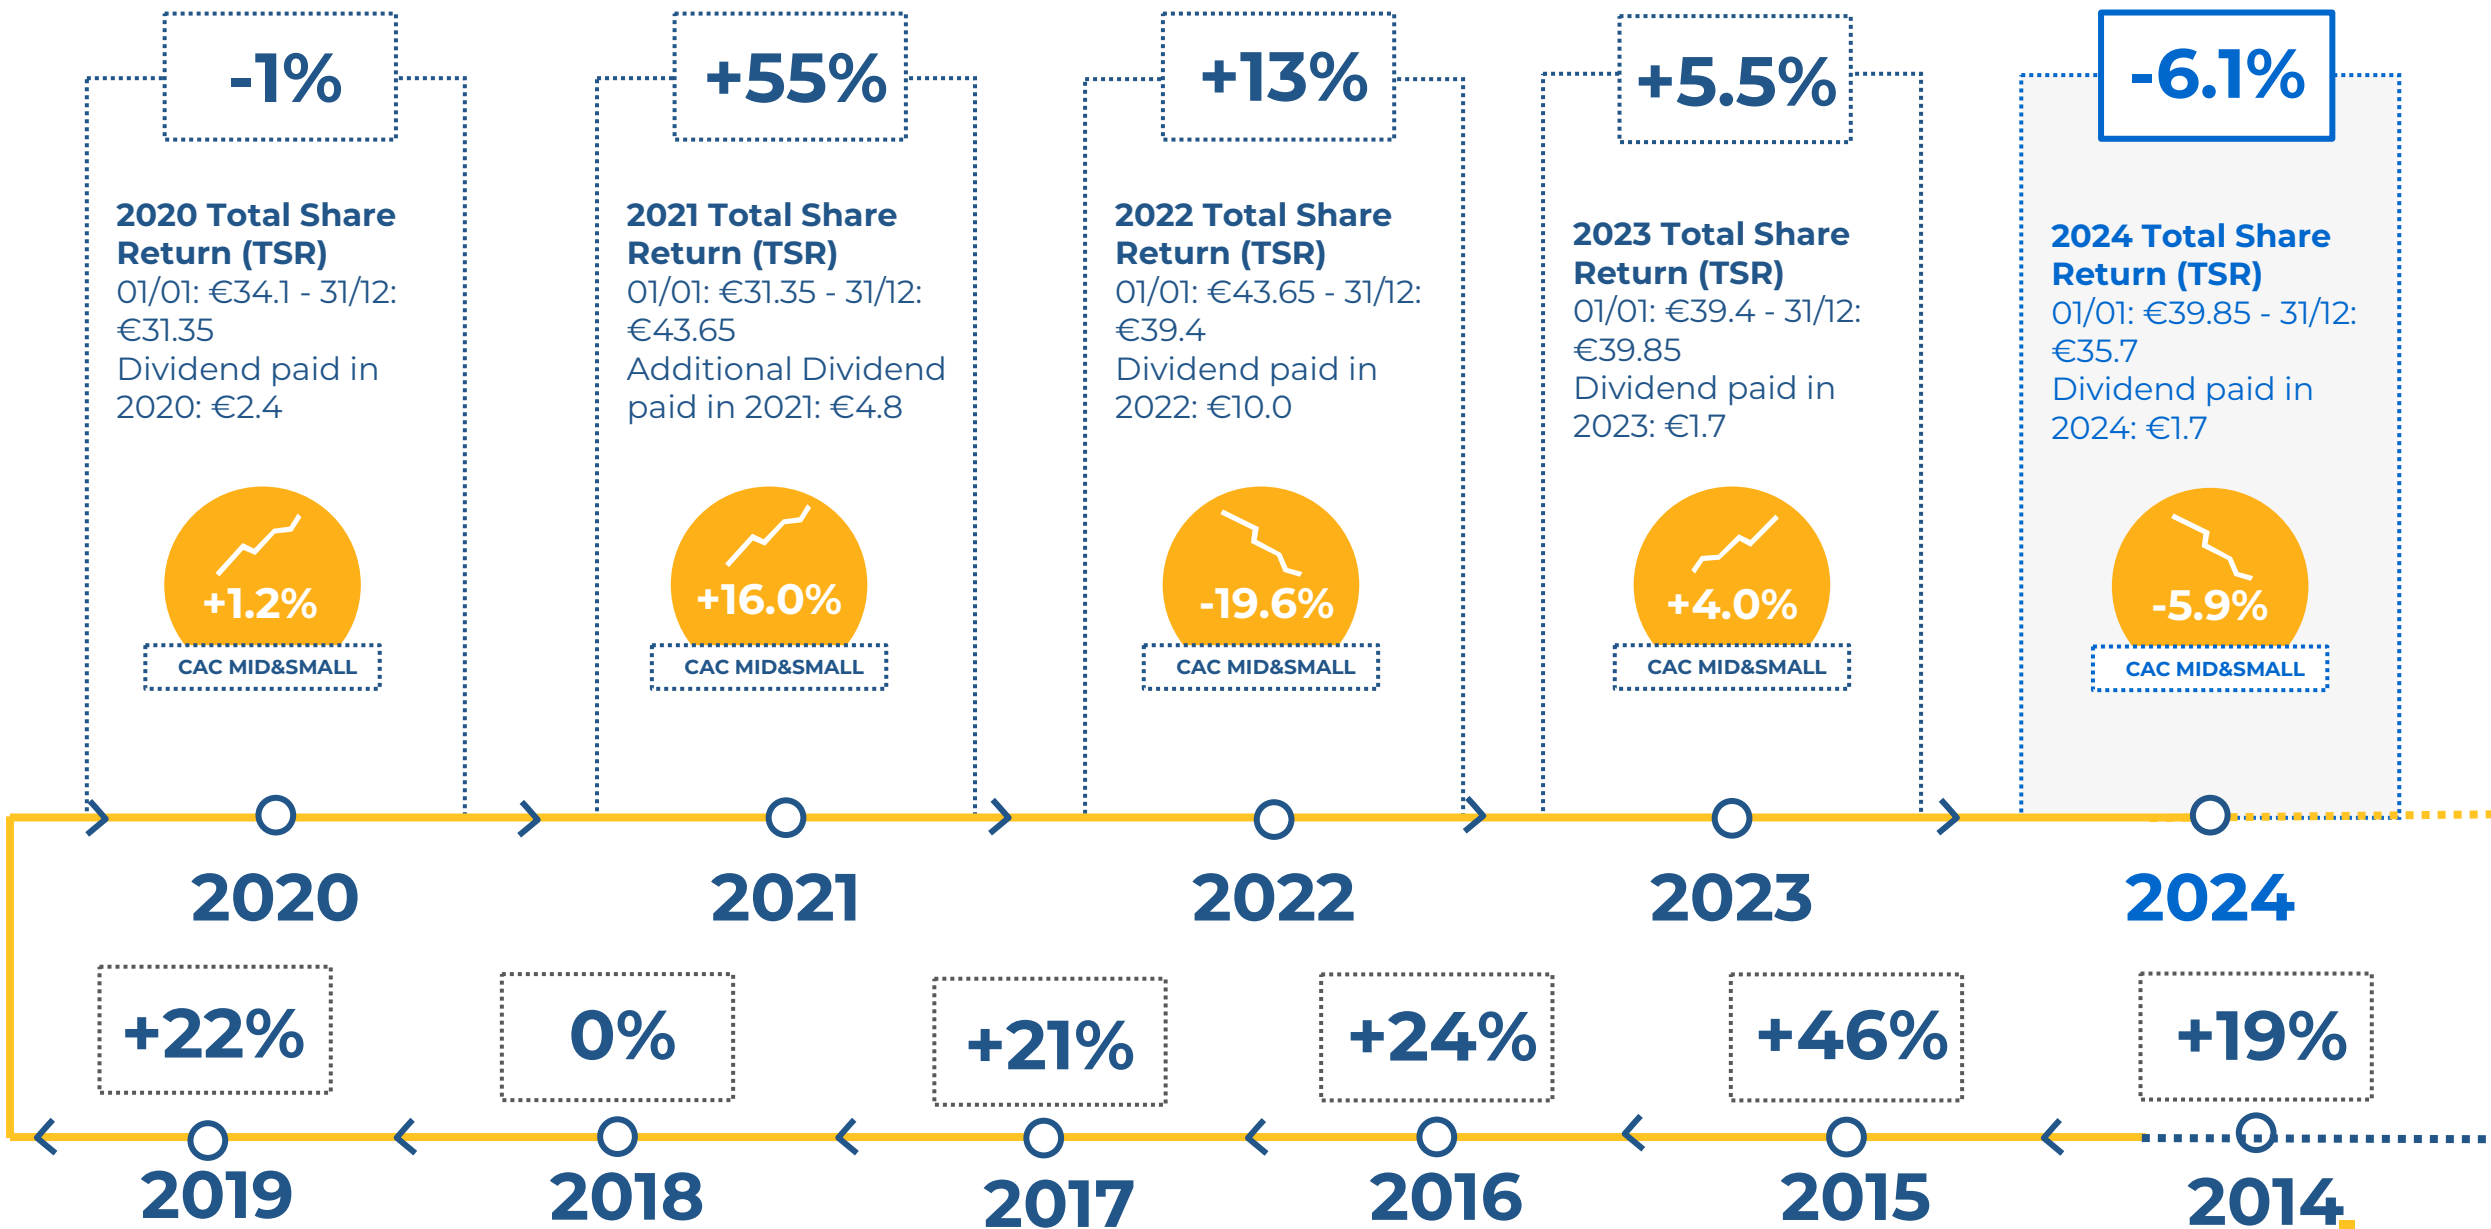 -1%
2020 Total Share
Return (TSR)
01/01: €34.1 - 31/12:
€31.35
Dividend paid in
2020: €2.4
+1.2%
CAC MID&SMALL
2020
+55%
2021 Total Share
Return (TSR)
01/01: €31.35 - 31/12:
€43.65
Additional Dividend
paid in 2021: €4.8
+16.0%
CAC MID&SMALL
2021
+13%
2022 Total Share
Return (TSR)
01/01: €43.65 - 31/12:
€39.4
Dividend paid in
2022: €10.0
-19.6%
CAC MID&SMALL
2022
+5.5%
2023 Total Share
Return (TSR)
01/01: €39.4 - 31/12:
€39.85
Dividend paid in
2023: €1.7
+4.0%
CAC MID&SMALL
2023
-6.1%
2024 Total Share
Return (TSR)
01/01: €39.85 - 31/12:
€35.7
Dividend paid in
2024: €1.7
-5.9%
CAC MID&SMALL
2024
+22%
2019
0%
2018
+21%
2017
+24%
2016
+46%
2015
+19%
2014